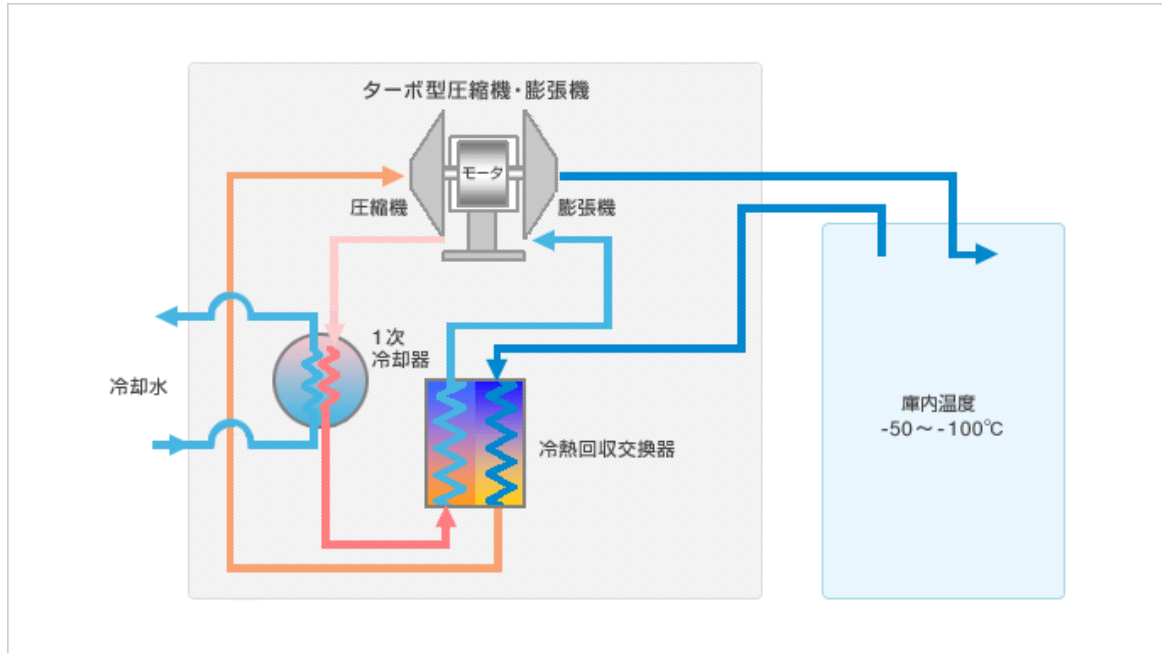 ターボ型圧縮機・膨張機
モータ
圧縮機
膨張機
1次
冷却器
冷却水
冷熱回収交換器
庫内温度
-50～-100℃